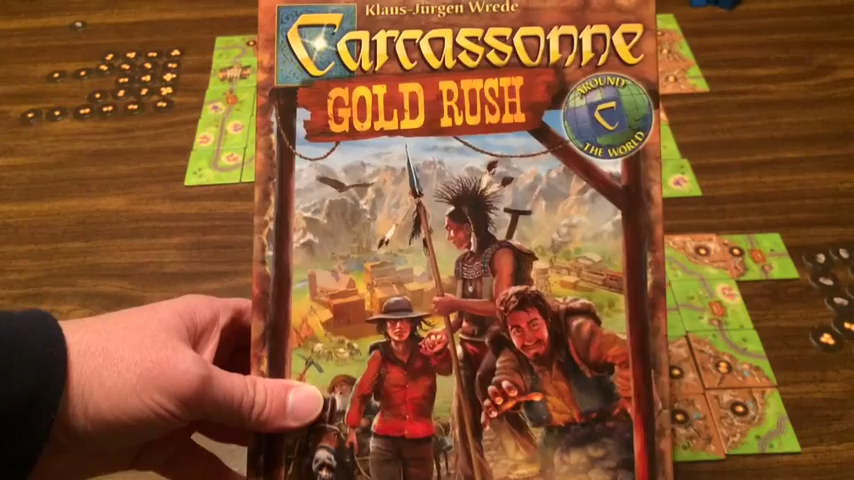 Klaus-Jürgen Wrede
Carcassonne
GOLD RUSH
AROUND
THE WORLD